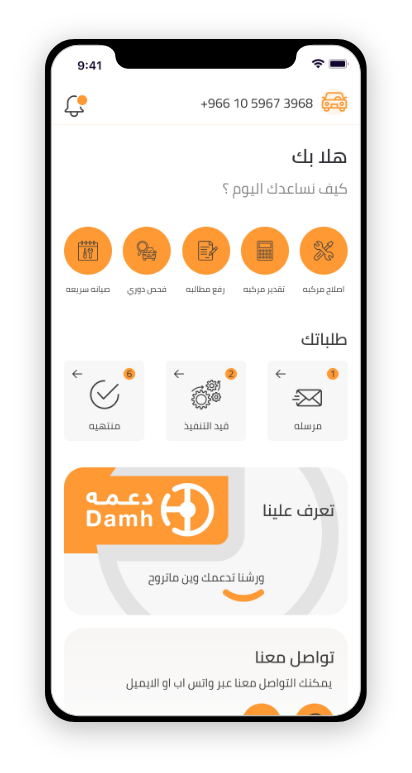 9:41
+966 10 5967 3968
هلا بك
كيف نساعدك اليوم ؟
اصلاح مركبه
تقدير مركبه
رفع مطالبه
فحص دوري
صيانه سريعه
طلباتك
1
2
6
مرسله
قيد التنفيذ
منتهيه
تعرف علينا
دعمه
Damh
ورشنا تدعمك وين ماتروح
تواصل معنا
يمكنك التواصل معنا عبر واتس اب او الايميل